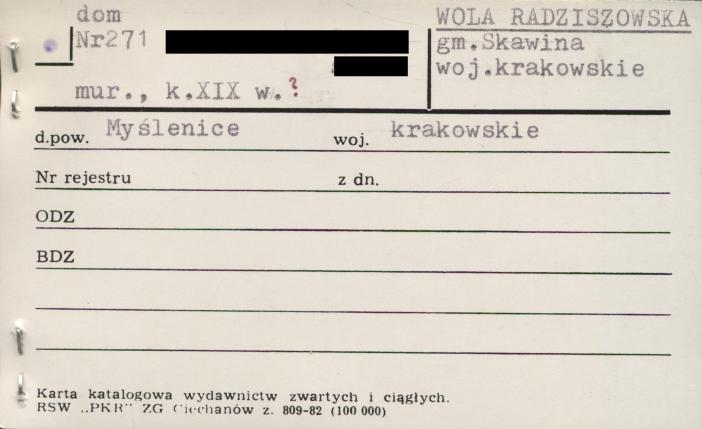 dom
Nr271
mur., k.XIX w.?
WOLA RADZISZOWSKA
gm.Skawina
woj.krakowskie
d.pow. Myślenice woj. krakowskie
Nr rejestru z dn.
ODZ
BDZ
Karta katalogowa wydawnictw zwartych i ciągłych.
RSW „PKR” ZG Ciechanów z. 809-82 (100 000)